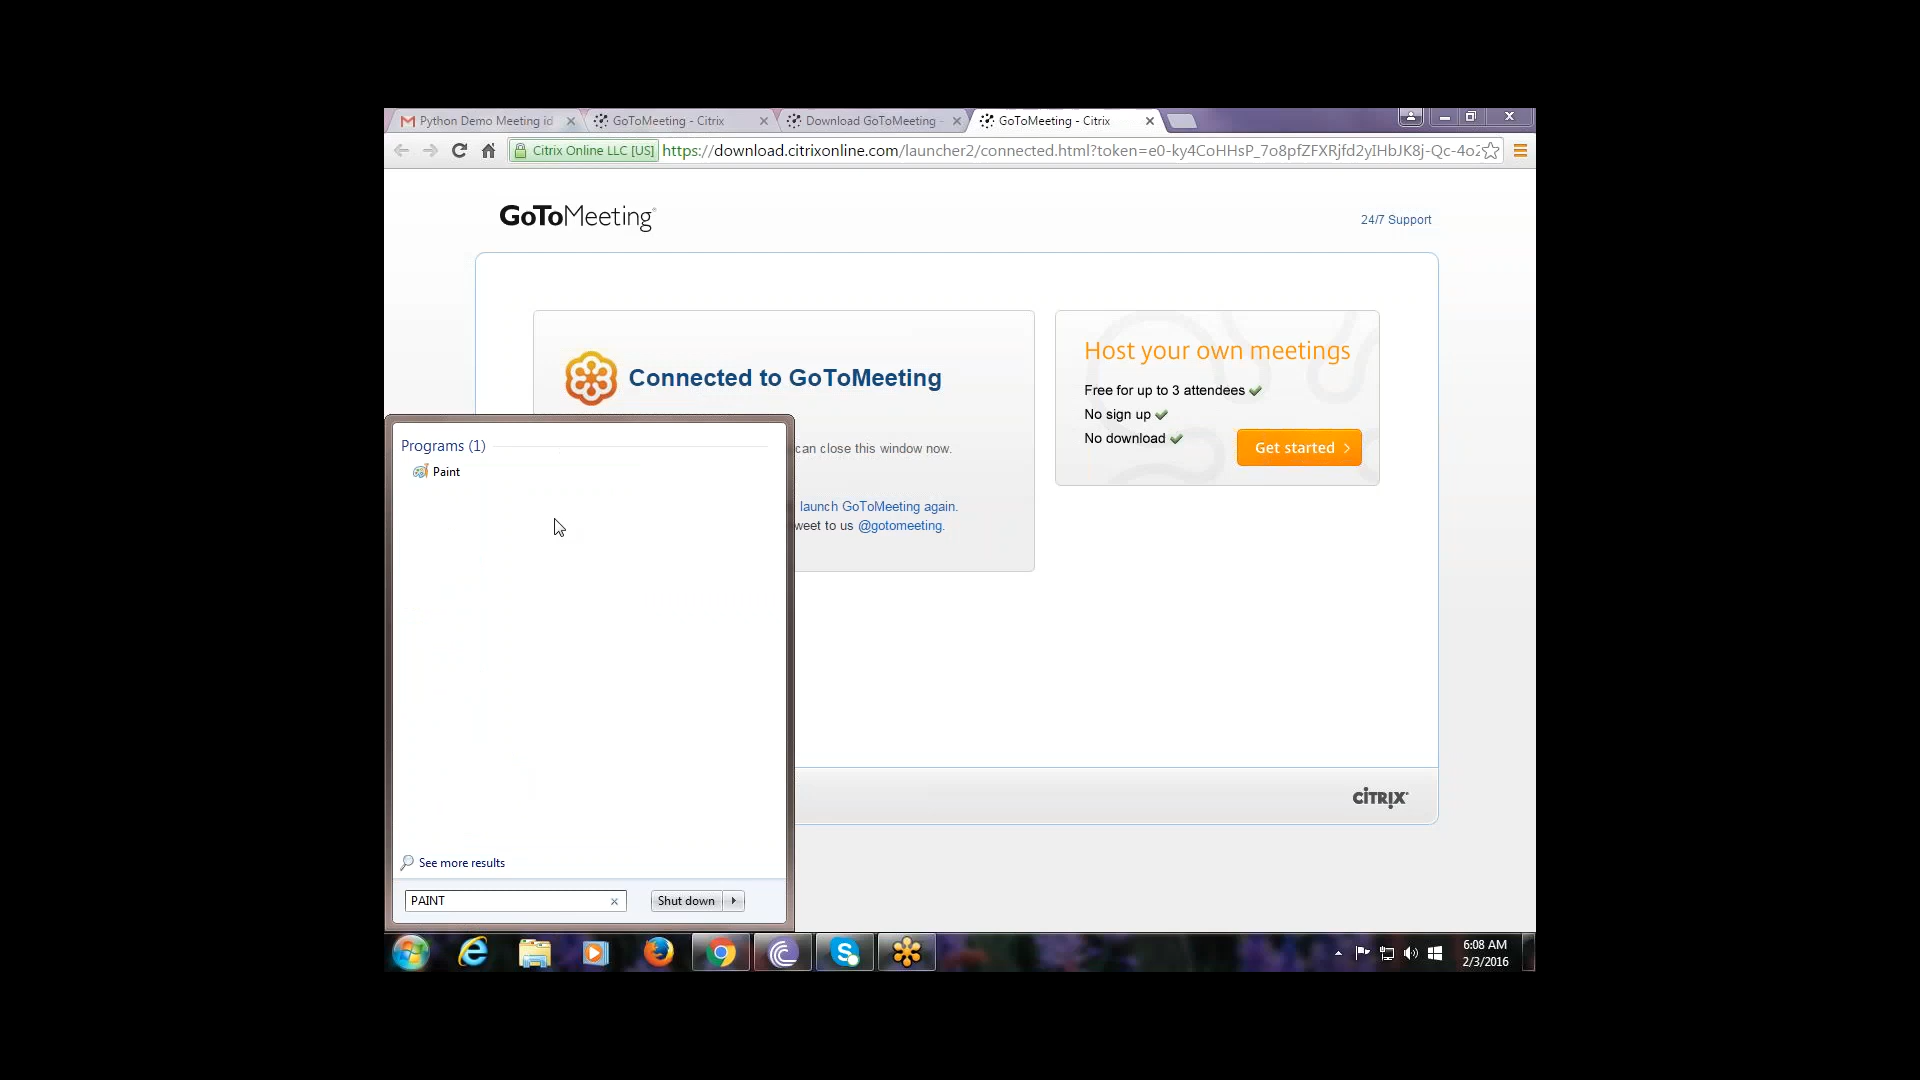 Python Demo Meeting id
GoToMeeting - Citrix
Download GoToMeeting -
GoToMeeting - Citrix
Citrix Online LLC [US]
https://download.citrixonline.com/launcher2/connected.html?token=e0-ky4CoHHsP_7o8pfZFXRjfd2yIHbJK8j-Qc-4o2
GoToMeeting
24/7 Support
Connected to GoToMeeting
can close this window now.
launch GoToMeeting again.
weet to us @gotomeeting.
Host your own meetings
Free for up to 3 attendees
No sign up
No download
Get started
CITRIX
Programs (1)
Paint
See more results
PAINT
Shut down
6:08 AM
2/3/2016